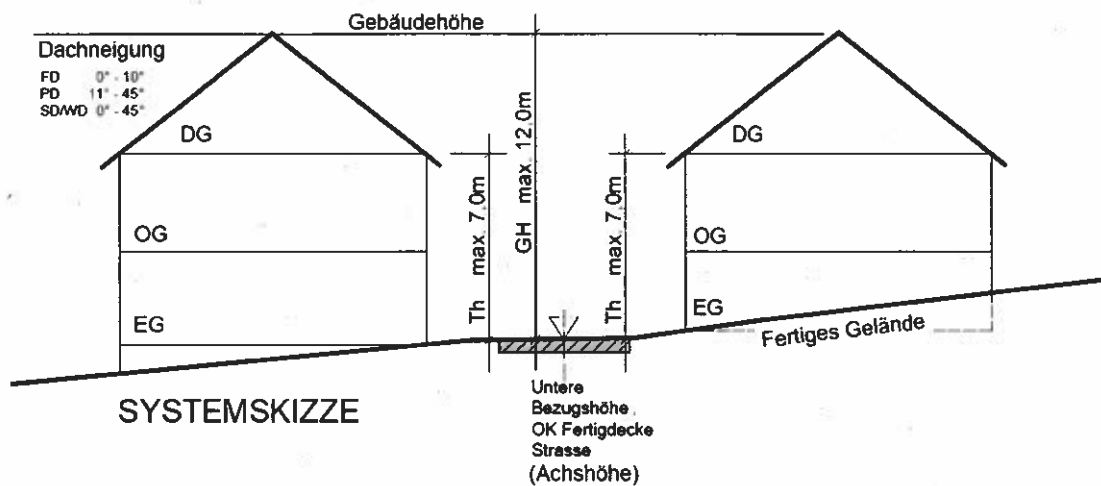 Gebäudehöhe
Dachneigung
FD 0° - 10°
PD 11° - 45°
SD/WD 0° - 45°
DG
OG
EG
Th max. 7,0m
GH max. 12,0m
Th max. 7,0m
DG
OG
EG
Fertiges Gelände
SYSTEMSKIZZE
Untere
Bezugshöhe
OK Fertigdecke
Strasse
(Achshöhe)